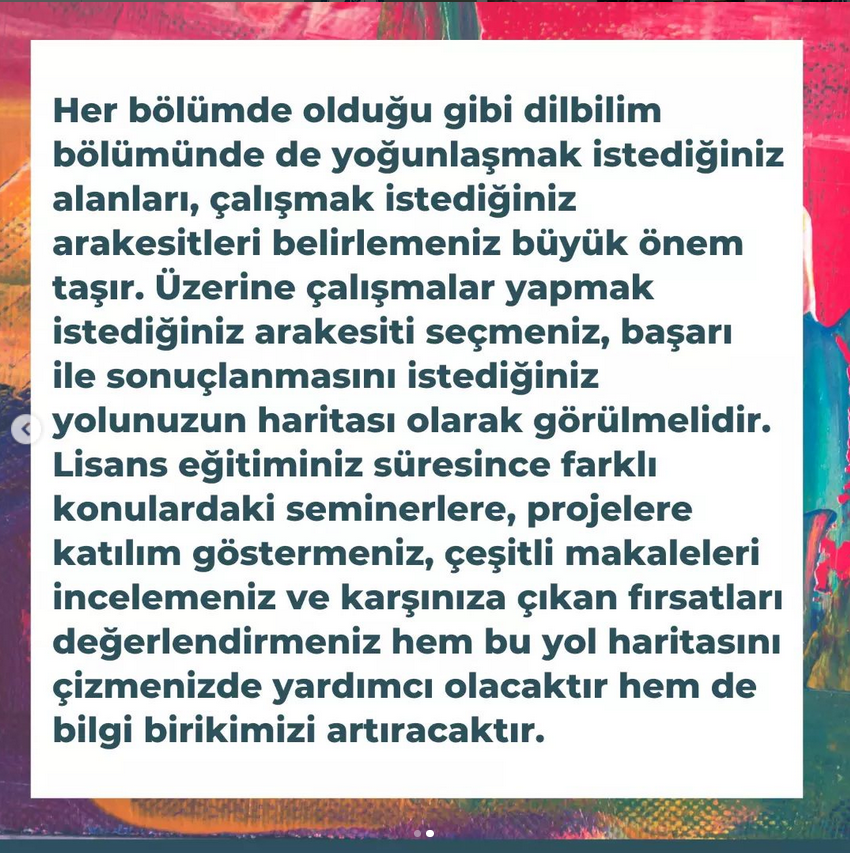 Her bölümde olduğu gibi dilbilim
bölümünde de yoğunlaşmak istediğiniz
alanları, çalışmak istediğiniz
arakesitleri belirlemeniz büyük önem
taşır. Üzerine çalışmalar yapmak
istediğiniz arakesiti seçmeniz, başarı
ile sonuçlanmasını istediğiniz
yolunuzun haritası olarak görülmelidir.
Lisans eğitiminiz süresince farklı
konulardaki seminerlere, projelere
katılım göstermeniz, çeşitli makaleleri
incelemeniz ve karşınıza çıkan fırsatları
değerlendirmeniz hem bu yol haritasını
çizmenizde yardımcı olacaktır hem de
bilgi birikimizi artıracaktır.